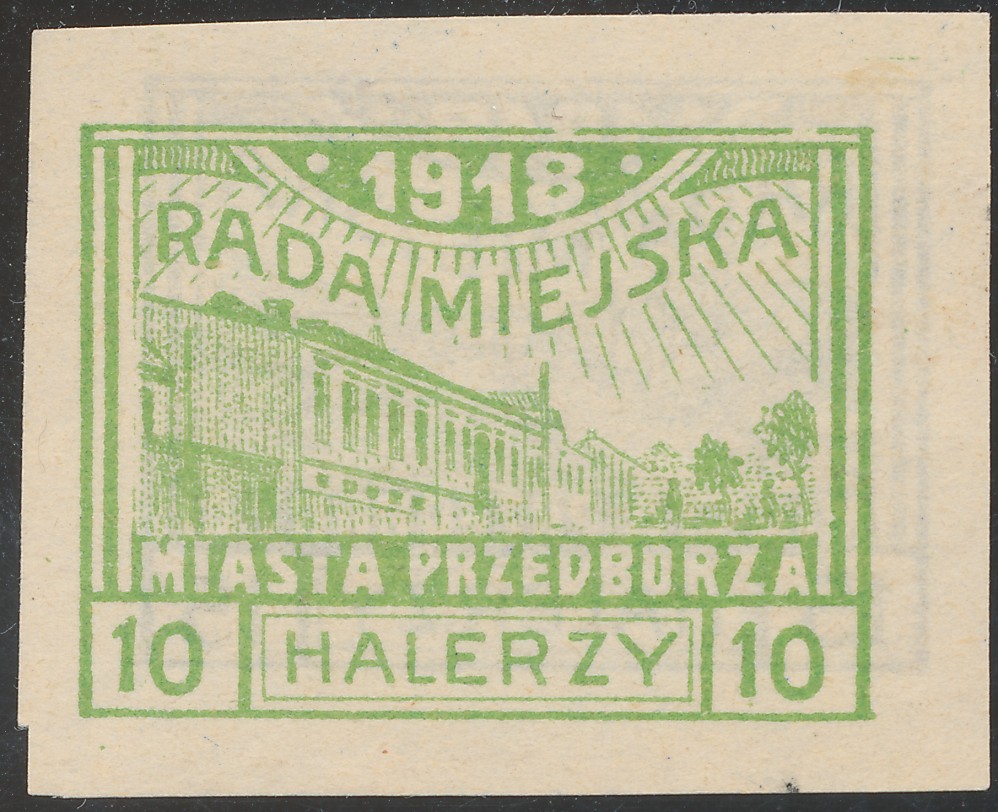 1918
RADA MIEJSKA
MIASTA PRZEDBORZA
10 HALERZY 10